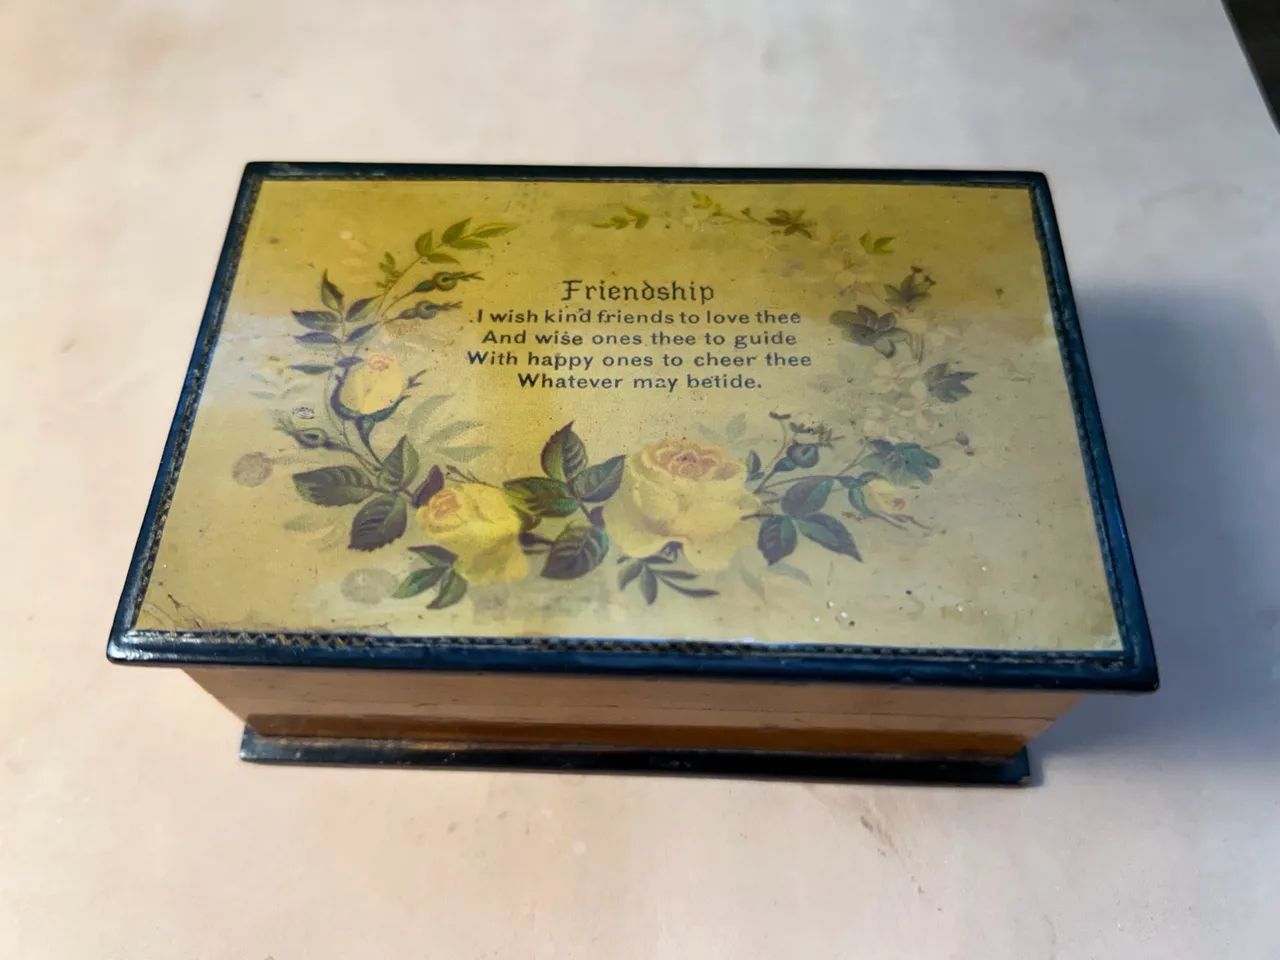 Friendship
I wish kind friends to love thee
And wise ones thee to guide
With happy ones to cheer thee
Whatever may betide.